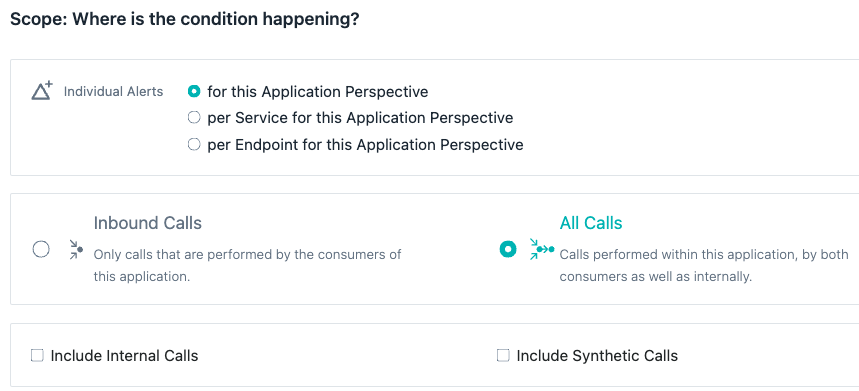 Scope: Where is the condition happening?
Individual Alerts
for this Application Perspective
per Service for this Application Perspective
per Endpoint for this Application Perspective
Inbound Calls
Only calls that are performed by the consumers of
this application.
All Calls
Calls performed within this application, by both
consumers as well as internally.
Include Internal Calls
Include Synthetic Calls